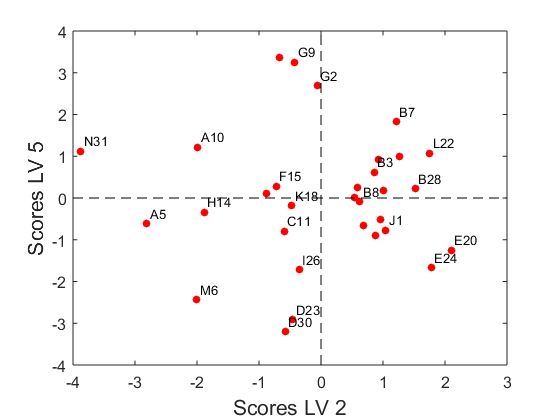 4
3
2
1
0
-1
-2
-3
-4
Scores LV 5
G9
G2
B7
N31
A10
L22
B3
F15
B28
K18
B8
H14
A5
C11
J1
E20
I26
E24
M6
D23
D30
-4 -3 -2 -1 0 1 2 3
Scores LV 2